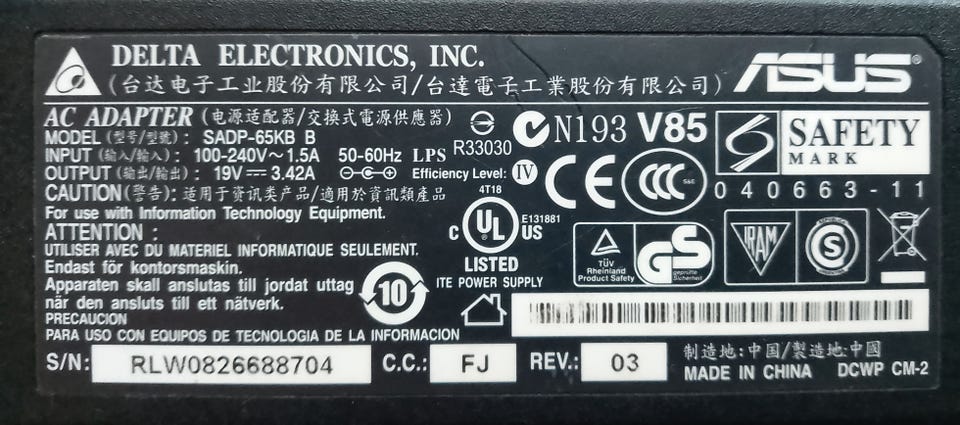 DELTA ELECTRONICS, INC.
(台达电子工业股份有限公司/台達電子工業股份有限公司)
ASUS®
AC ADAPTER (电源适配器/交換式電源供應器)
MODEL (型号/型號): SADP-65KB B
INPUT (输入/輸入): 100-240V~1.5A 50-60Hz LPS
OUTPUT (输出/輸出): 19V 3.42A Efficiency Level: IV
CAUTION(警告): 适用于资讯类产品/適用於資訊類產品
For use with Information Technology Equipment.
ATTENTION :
UTILISER AVEC DU MATERIEL INFORMATIQUE SEULEMENT.
Endast för kontorsmaskin.
Apparaten skall anslutas till jordat uttag
när den ansluts till ett nätverk.
PRECAUCION
PARA USO CON EQUIPOS DE TECNOLOGIA DE LA INFORMACION
R33030
N193 V85
SAFETY
MARK
040663-11
CE
CCC
S&E
4T18
c UL US
E131881
LISTED
ITE POWER SUPPLY
10
TÜV
Rheinland
Product Safety
GS
geprüfte
Sicherheit
IRAM
S
S/N: RLW0826688704 C.C.: FJ REV.: 03
制造地:中国/製造地:中國
MADE IN CHINA DCWP CM-2